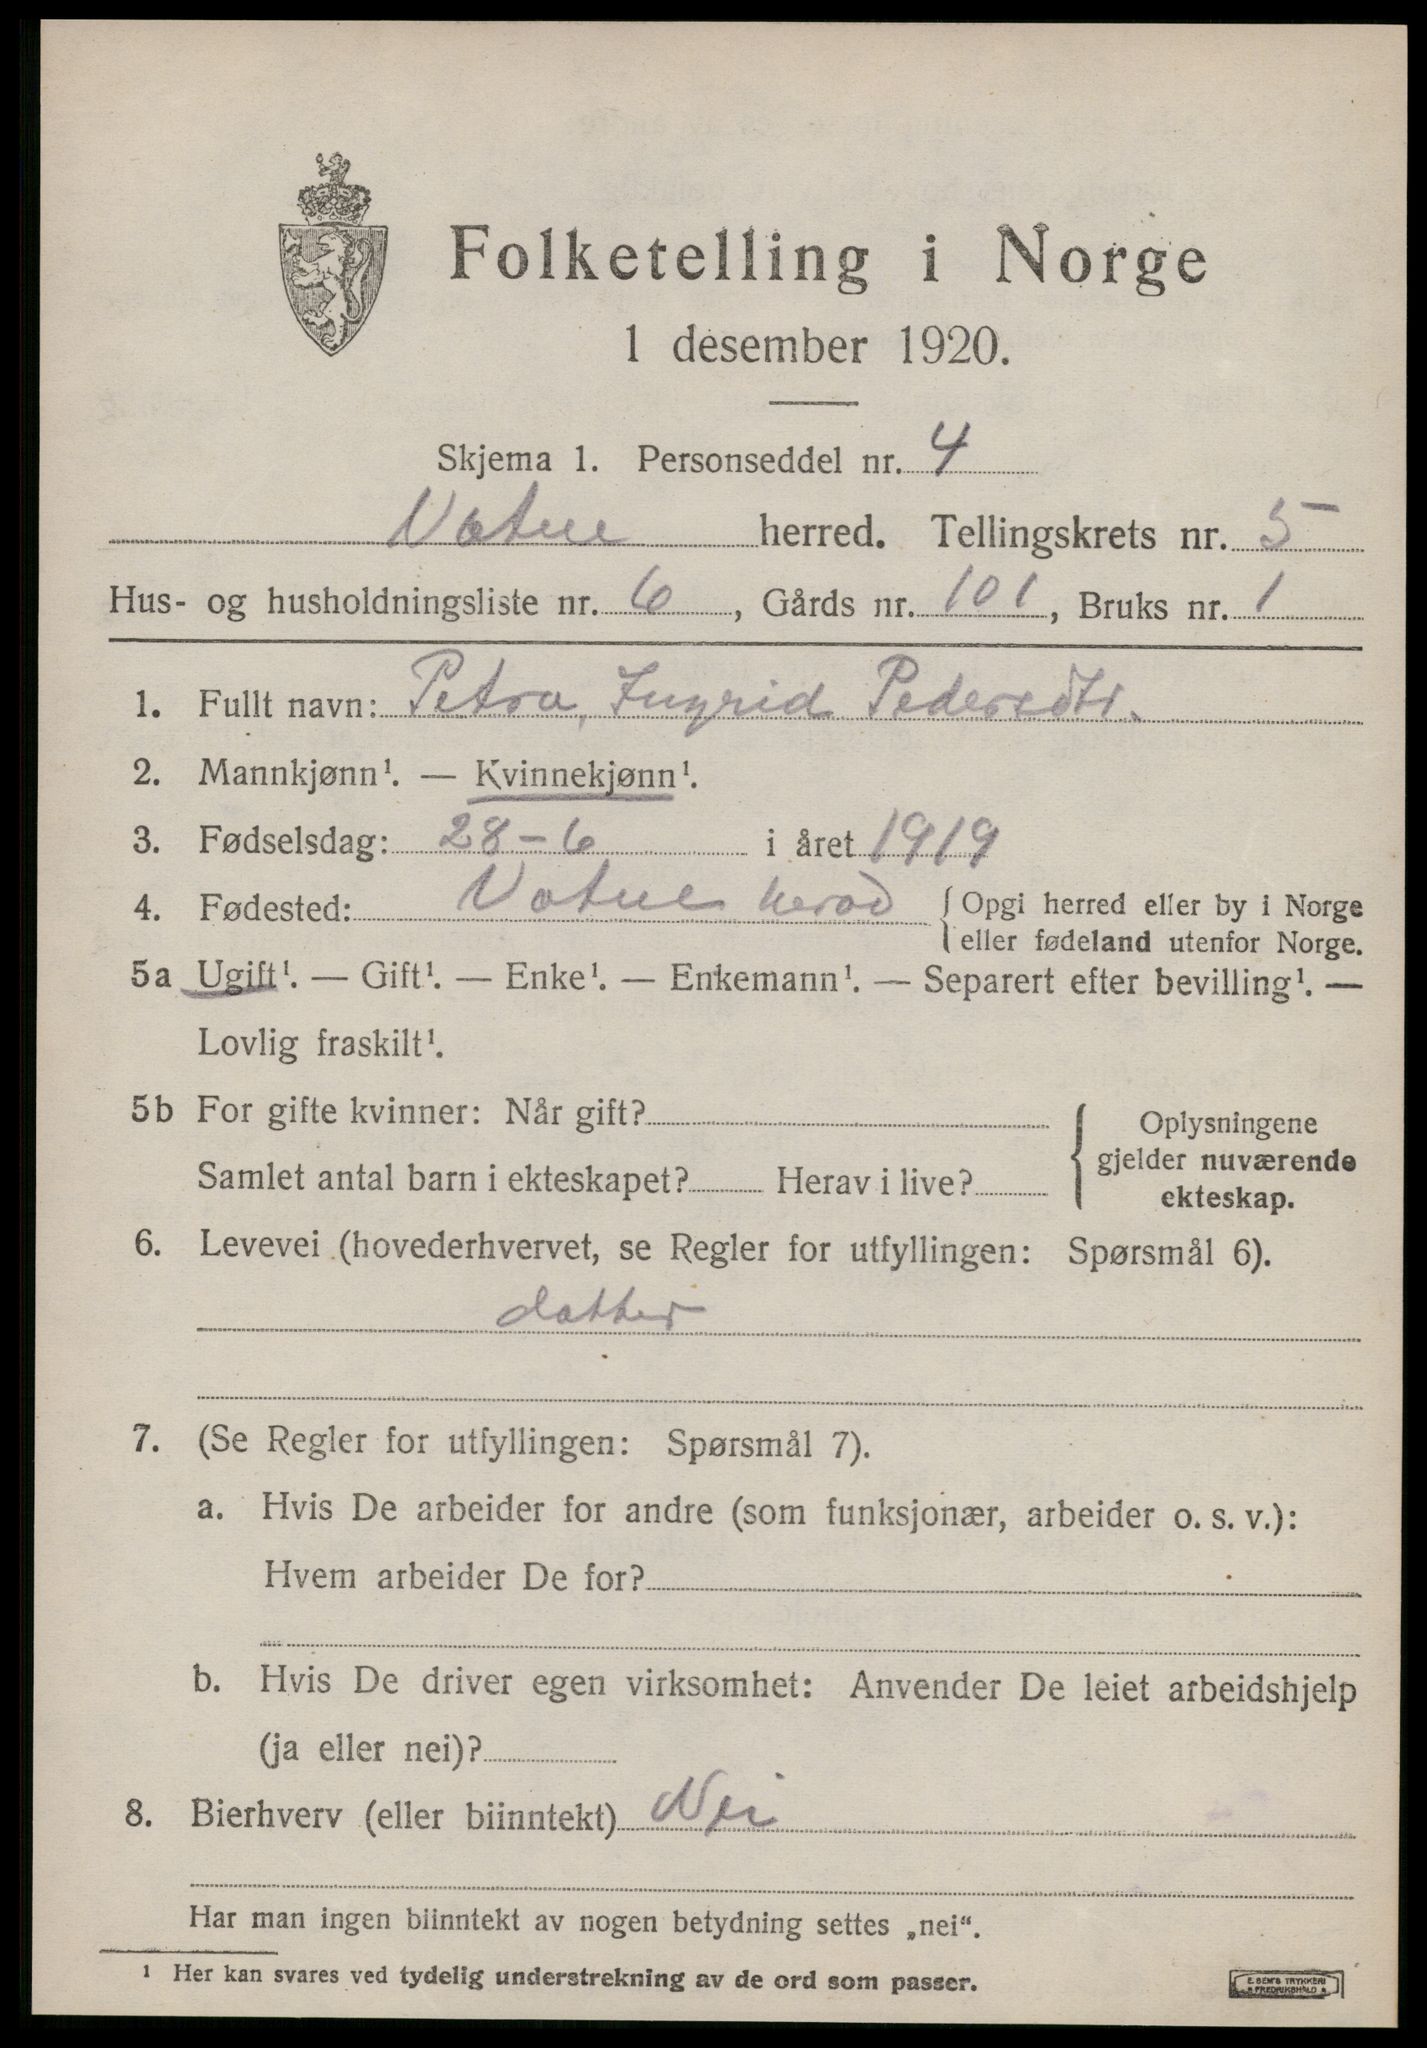 Folketelling i Norge
1 desember 1920.
Skjema 1. Personseddel nr. 4
Vatne herred. Tellingskrets nr. 5
Hus- og husholdningsliste nr. 6, Gårds nr. 101, Bruks nr. 1
1. Fullt navn: Petra, Ingrid Pedersdtr.
2. Mannkjønn¹. — Kvinnekjønn¹.
3. Fødselsdag: 28-6 i året 1919
4. Fødested: Vatne herad { Opgi herred eller by i Norge
eller fødeland utenfor Norge.
5a Ugift¹. — Gift¹. — Enke¹. — Enkemann¹. — Separert efter bevilling¹. —
Lovlig fraskilt¹.
5b For gifte kvinner: Når gift?
Samlet antal barn i ekteskapet? Herav i live?
Oplysningene
gjelder nuværende
ekteskap.
6. Levevei (hovederhvervet, se Regler for utfyllingen: Spørsmål 6).
datter
7. (Se Regler for utfyllingen: Spørsmål 7).
a. Hvis De arbeider for andre (som funksjonær, arbeider o. s. v.):
Hvem arbeider De for?
b. Hvis De driver egen virksomhet: Anvender De leiet arbeidshjelp
(ja eller nei)?
8. Bierhverv (eller biinntekt) Nei
Har man ingen biinntekt av nogen betydning settes „nei“.
¹ Her kan svares ved tydelig understrekning av de ord som passer.
E. SEM'S TRYKKERI
FREDRIKSHALD